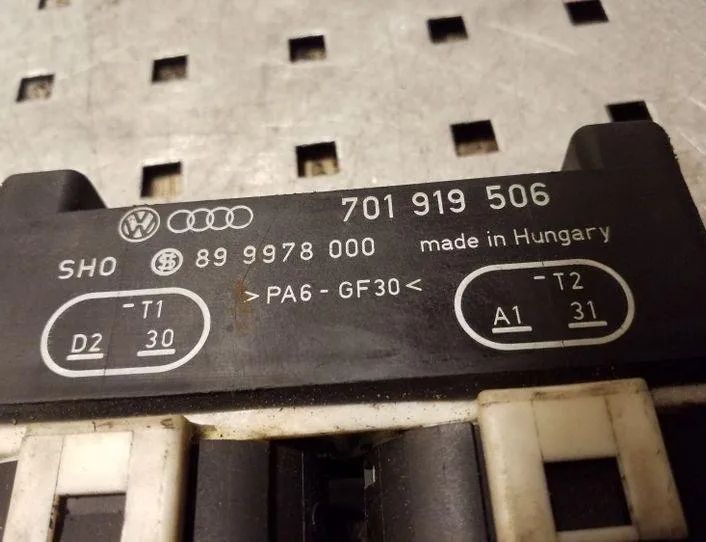 701 919 506
SHO 89 9978 000 made in Hungary
>PA6-GF30<
-T1
D2 30
-T2
A1 31